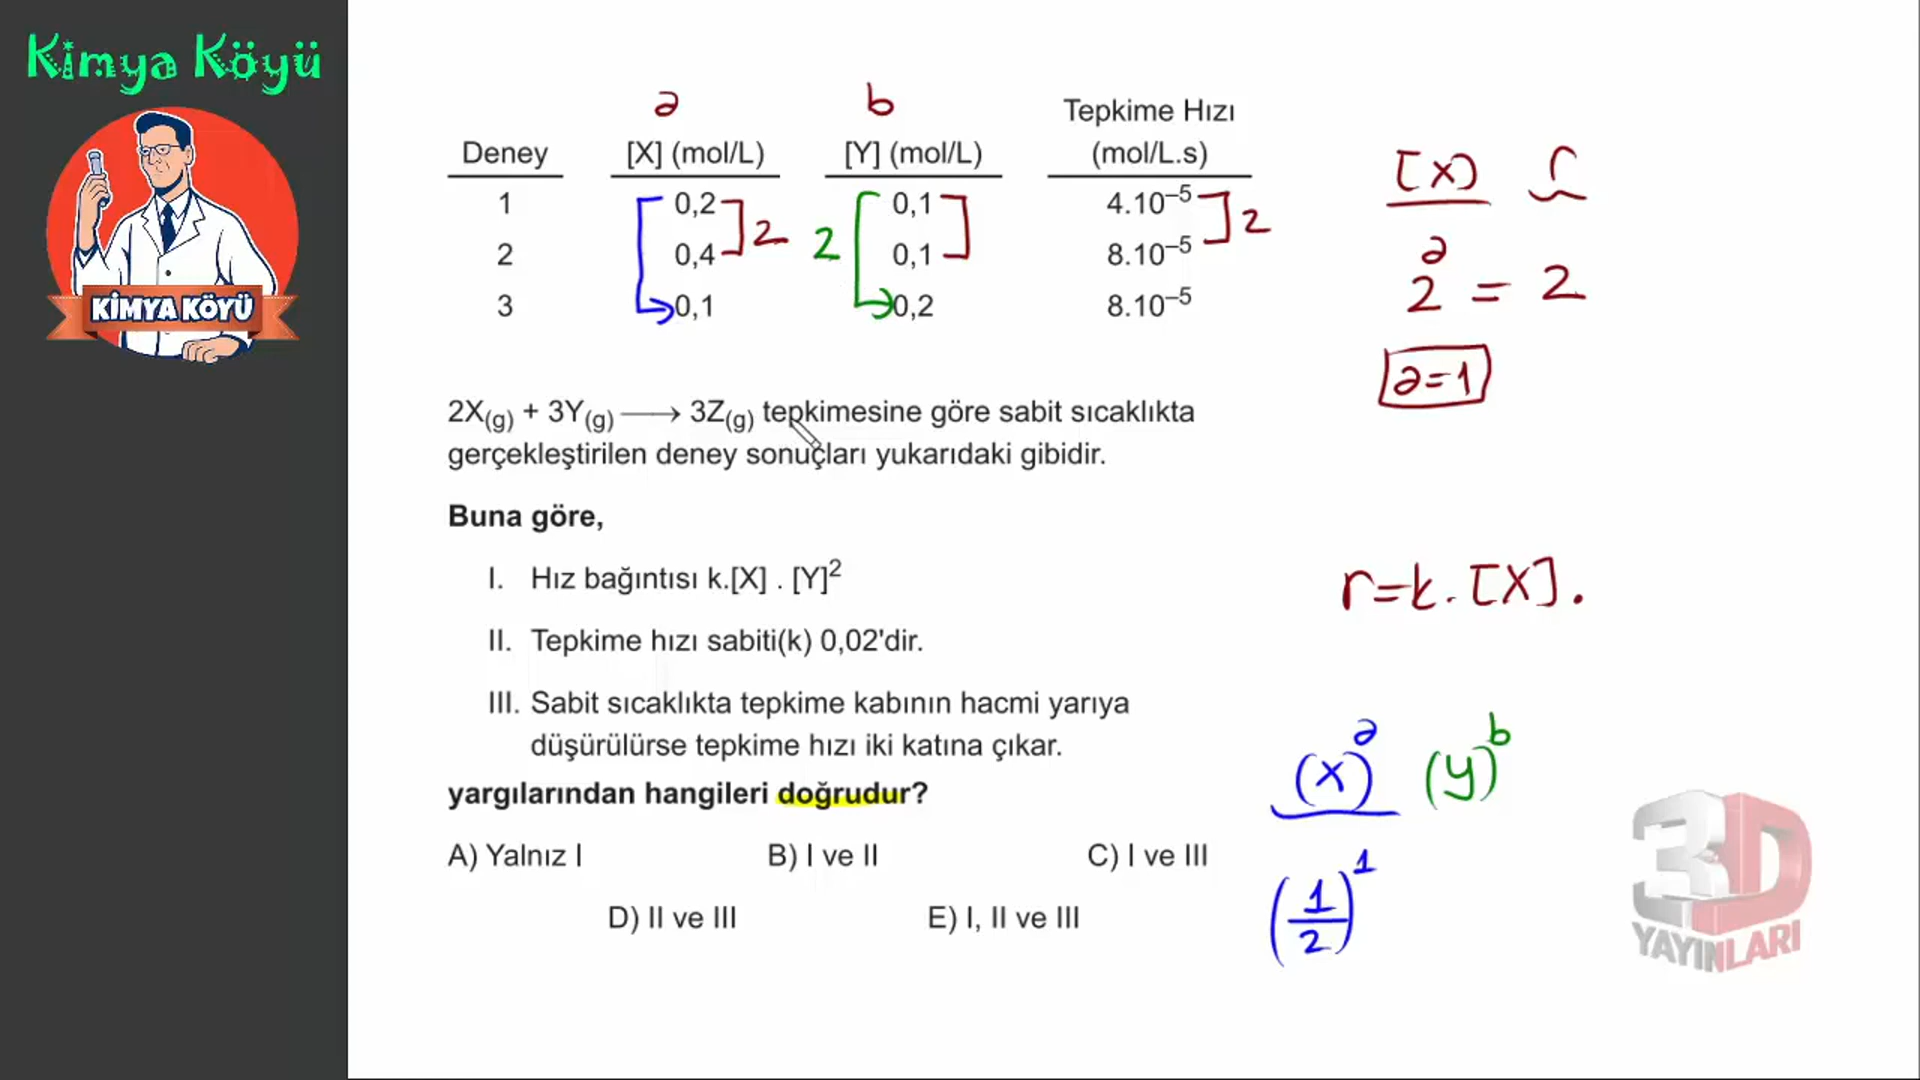 Kimya Köyü
KİMYA KÖYÜ
a b
Tepkime Hızı
Deney [X] (mol/L) [Y] (mol/L) (mol/L.s)
1 0,2 0,1 4.10⁻⁵
2 0,4 0,1 8.10⁻⁵
3 0,1 0,2 8.10⁻⁵
2 2 2
[X] r
2ᵃ = 2
a=1
2X(g) + 3Y(g) ⟶ 3Z(g) tepkimesine göre sabit sıcaklıkta
gerçekleştirilen deney sonuçları yukarıdaki gibidir.
Buna göre,
I. Hız bağıntısı k.[X] . [Y]²
II. Tepkime hızı sabiti(k) 0,02'dir.
III. Sabit sıcaklıkta tepkime kabının hacmi yarıya
düşürülürse tepkime hızı iki katına çıkar.
yargılarından hangileri doğrudur?
A) Yalnız I B) I ve II C) I ve III
D) II ve III E) I, II ve III
r=k.[X].
(x)ᵃ (y)ᵇ
(1/2)¹
3D
YAYINLARI